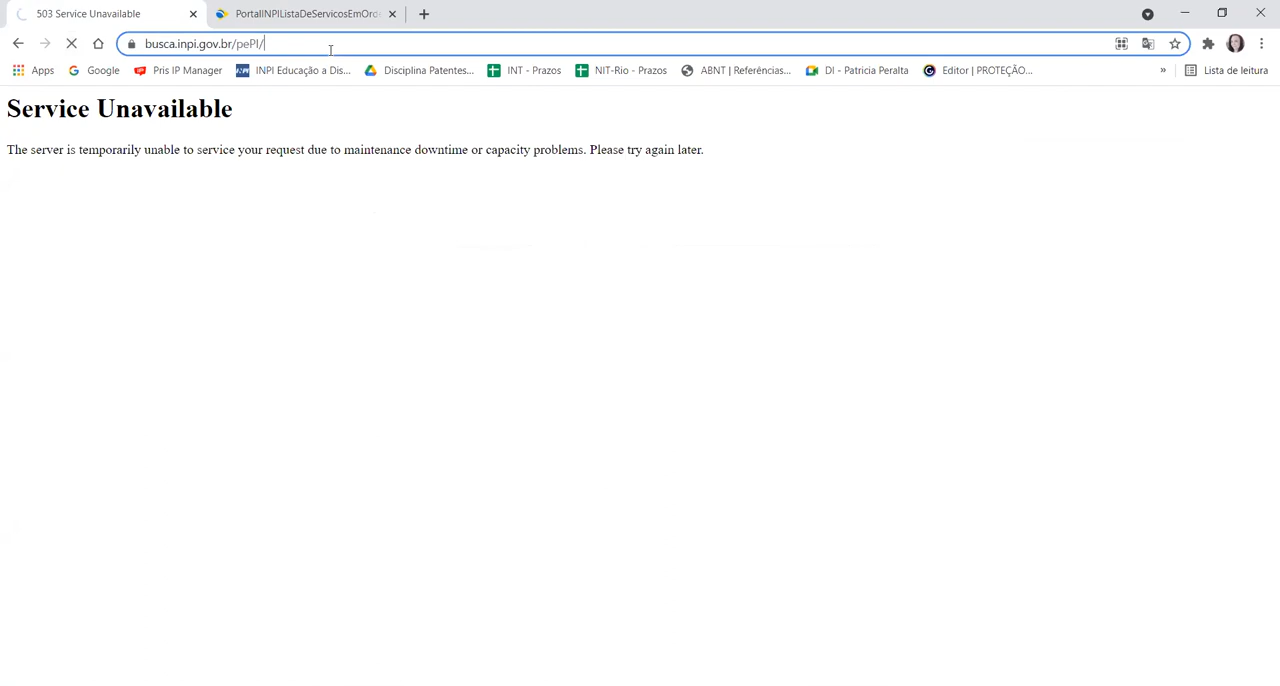 503 Service Unavailable
PortalINPIListaDeServicosEmOrd
busca.inpi.gov.br/pePI/
Apps
Google
Pris IP Manager
INPI Educação a Dis...
Disciplina Patentes...
INT - Prazos
NIT-Rio - Prazos
ABNT | Referências...
DI - Patricia Peralta
Editor | PROTEÇÃO...
»
Lista de leitura
Service Unavailable
The server is temporarily unable to service your request due to maintenance downtime or capacity problems. Please try again later.